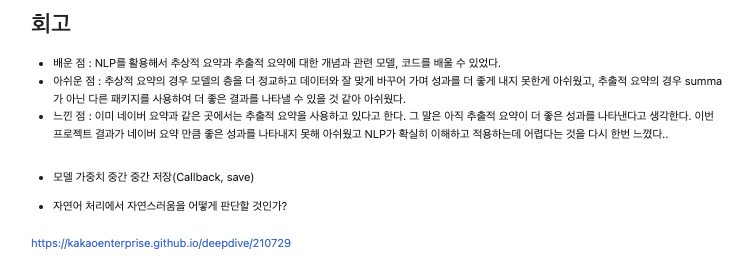 회고
• 배운 점 : NLP를 활용해서 추상적 요약과 추출적 요약에 대한 개념과 관련 모델, 코드를 배울 수 있었다.
• 아쉬운 점 : 추상적 요약의 경우 모델의 층을 더 정교하고 데이터와 잘 맞게 바꾸어 가며 성과를 더 좋게 내지 못한게 아쉬웠고, 추출적 요약의 경우 summa
가 아닌 다른 패키지를 사용하여 더 좋은 결과를 나타낼 수 있을 것 같아 아쉬웠다.
• 느낀 점 : 이미 네이버 요약과 같은 곳에서는 추출적 요약을 사용하고 있다고 한다. 그 말은 아직 추출적 요약이 더 좋은 성과를 나타낸다고 생각한다. 이번
프로젝트 결과가 네이버 요약 만큼 좋은 성과를 나타내지 못해 아쉬웠고 NLP가 확실히 이해하고 적용하는데 어렵다는 것을 다시 한번 느꼈다..
• 모델 가중치 중간 중간 저장(Callback, save)
• 자연어 처리에서 자연스러움을 어떻게 판단할 것인가?
https://kakaoenterprise.github.io/deepdive/210729